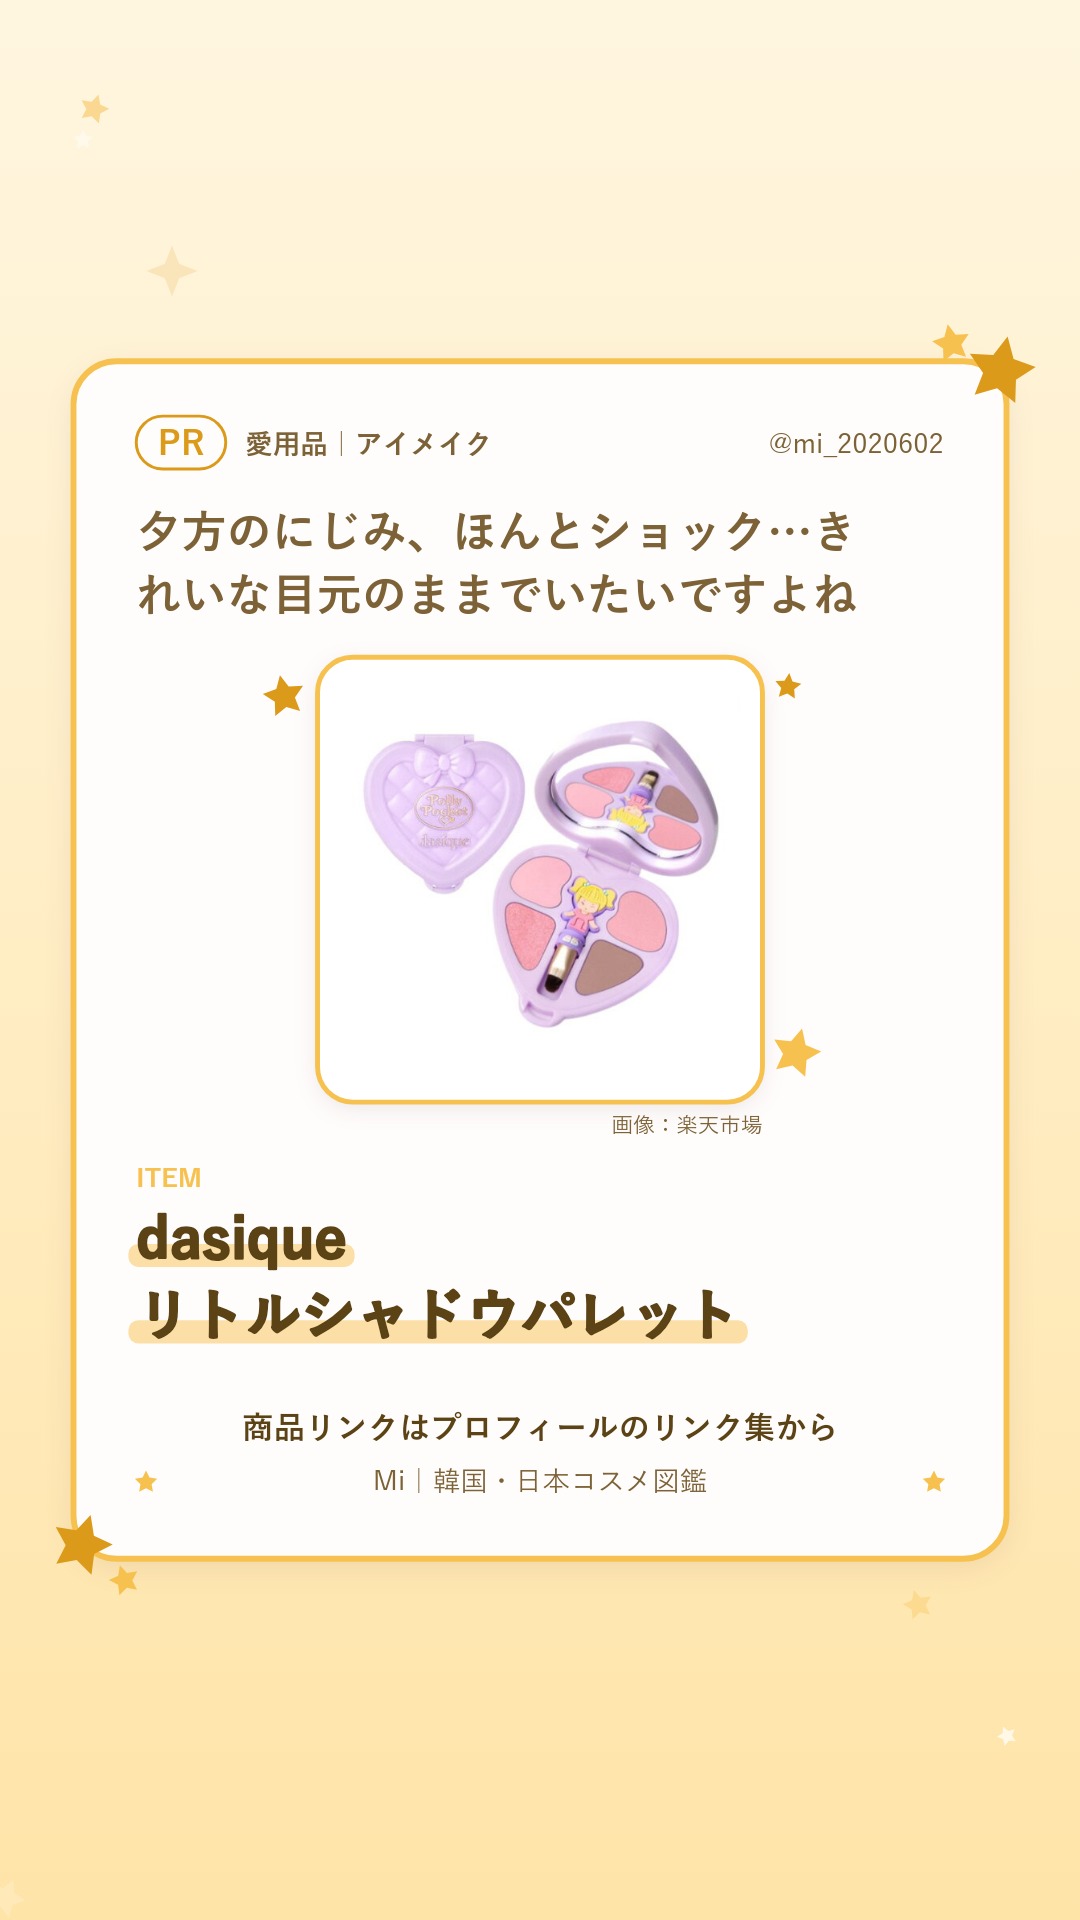 PR 愛用品｜アイメイク @mi_2020602
夕方のにじみ、ほんとショック…き
れいな目元のままでいたいですよね
Polly
Pocket
dasique
画像：楽天市場
ITEM
dasique
リトルシャドウパレット
商品リンクはプロフィールのリンク集から
Mi｜韓国・日本コスメ図鑑